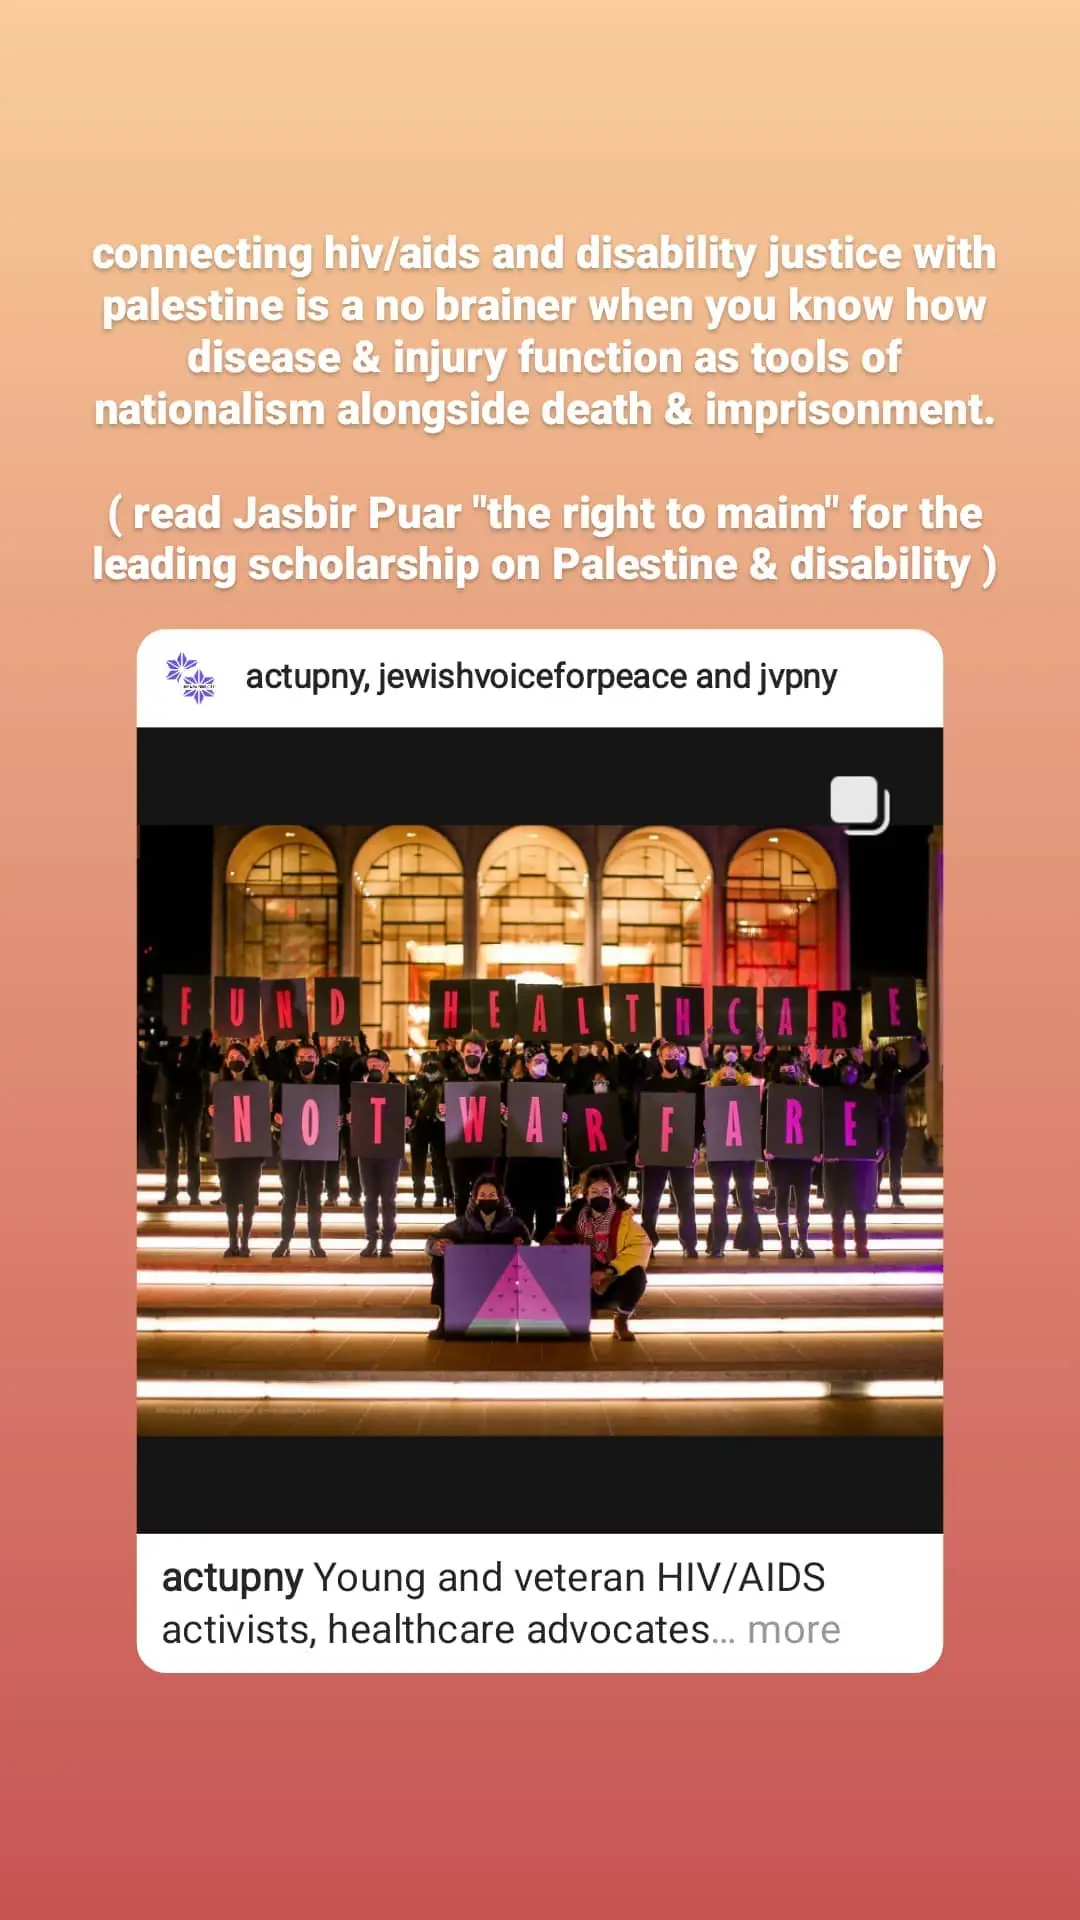 connecting hiv/aids and disability justice with
palestine is a no brainer when you know how
disease & injury function as tools of
nationalism alongside death & imprisonment.
( read Jasbir Puar "the right to maim" for the
leading scholarship on Palestine & disability )
actupny, jewishvoiceforpeace and jvpny
FUND HEALTHCARE
NOT WARFARE
actupny Young and veteran HIV/AIDS
activists, healthcare advocates... more